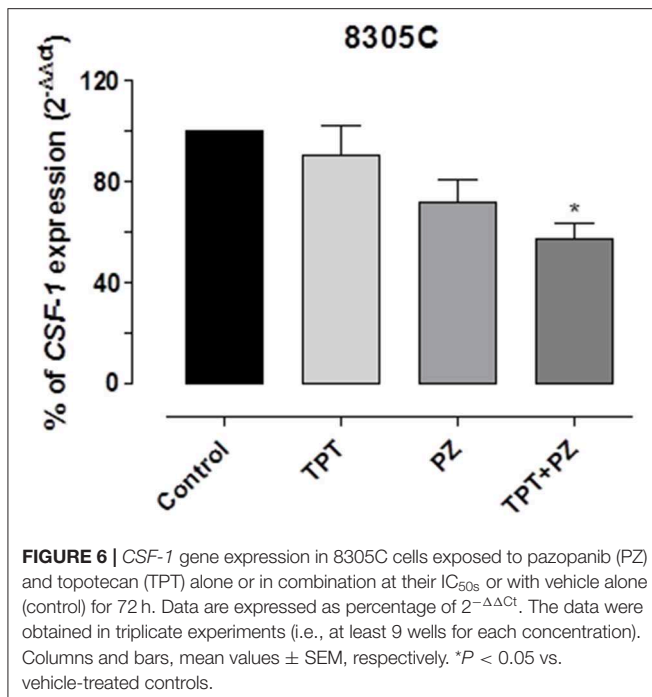 8305C
% of CSF-1 expression (2-ΔΔct)
120
80
40
0
*
Control
TPT
PZ
TPT+PZ
FIGURE 6 | CSF-1 gene expression in 8305C cells exposed to pazopanib (PZ)
and topotecan (TPT) alone or in combination at their IC50s or with vehicle alone
(control) for 72 h. Data are expressed as percentage of 2−ΔΔCt. The data were
obtained in triplicate experiments (i.e., at least 9 wells for each concentration).
Columns and bars, mean values ± SEM, respectively. *P < 0.05 vs.
vehicle-treated controls.